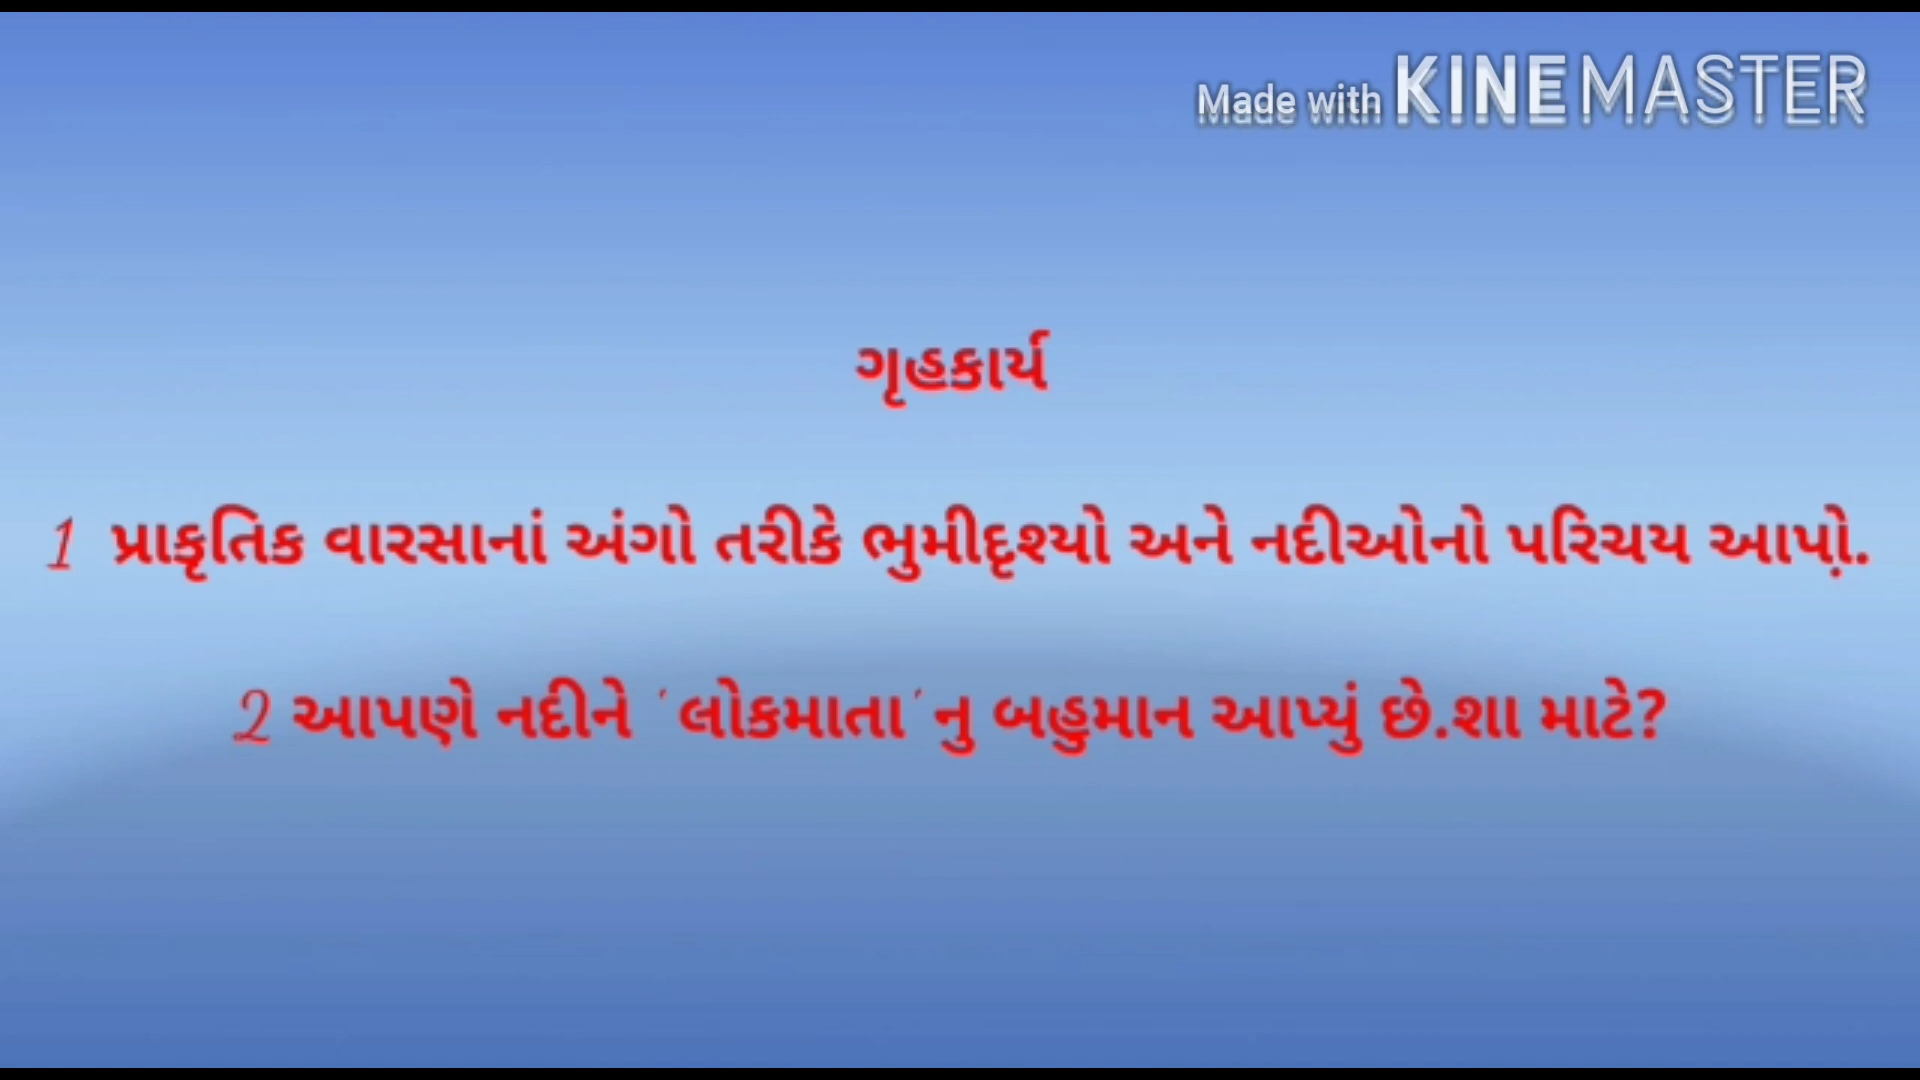 Made with KINEMASTER
ગૃહકાર્ય
1 પ્રાકૃતિક વારસાનાં અંગો તરીકે ભુમીદૃશ્યો અને નદીઓનો પરિચય આપો઼.
2 આપણે નદીને ´લોકમાતા´નુ બહુમાન આપ્યું છે.શા માટે?